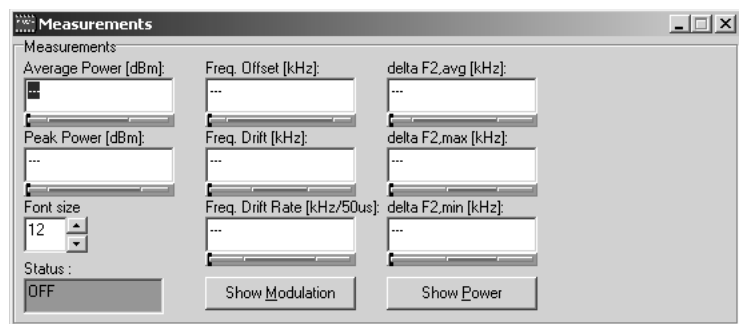 Measurements
Measurements
Average Power [dBm]:
---
Peak Power [dBm]:
---
Font size
12
Status :
OFF
Freq. Offset [kHz]:
---
Freq. Drift [kHz]:
---
Freq. Drift Rate [kHz/50us]:
---
Show Modulation
delta F2,avg [kHz]:
---
delta F2,max [kHz]:
---
delta F2,min [kHz]:
---
Show Power